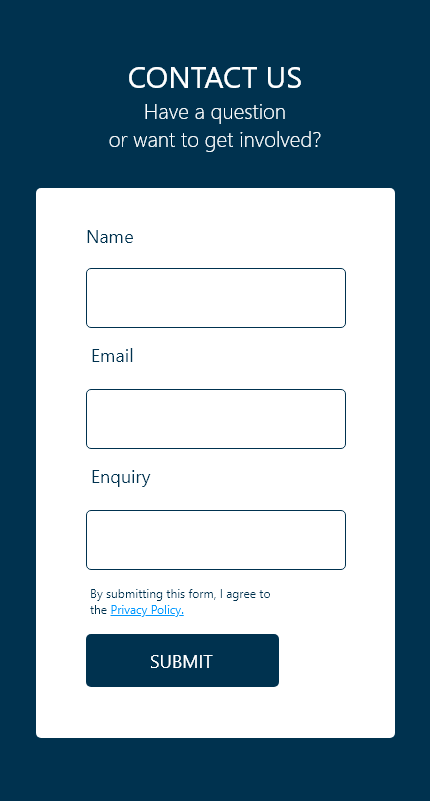 CONTACT US
Have a question
or want to get involved?
Name
Email
Enquiry
By submitting this form, I agree to
the Privacy Policy.
SUBMIT